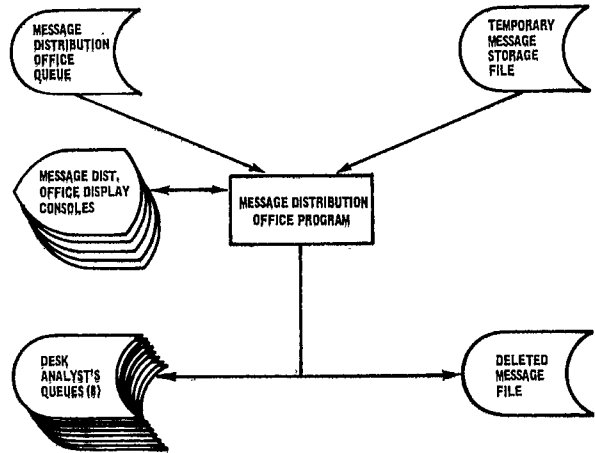 MESSAGE
DISTRIBUTION
OFFICE
QUEUE
TEMPORARY
MESSAGE
STORAGE
FILE
MESSAGE DIST.
OFFICE DISPLAY
CONSOLES
MESSAGE DISTRIBUTION
OFFICE PROGRAM
DESK
ANALYST'S
QUEUES (8)
DELETED
MESSAGE
FILE